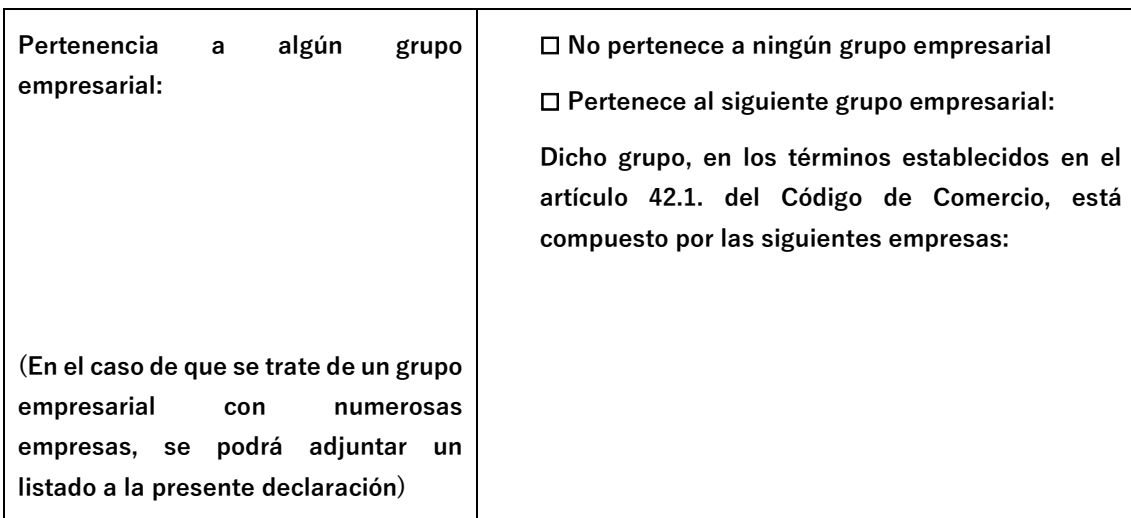 Pertenencia a algún grupo
empresarial:
(En el caso de que se trate de un grupo
empresarial con numerosas
empresas, se podrá adjuntar un
listado a la presente declaración)
☐ No pertenece a ningún grupo empresarial
☐ Pertenece al siguiente grupo empresarial:
Dicho grupo, en los términos establecidos en el
artículo 42.1. del Código de Comercio, está
compuesto por las siguientes empresas: